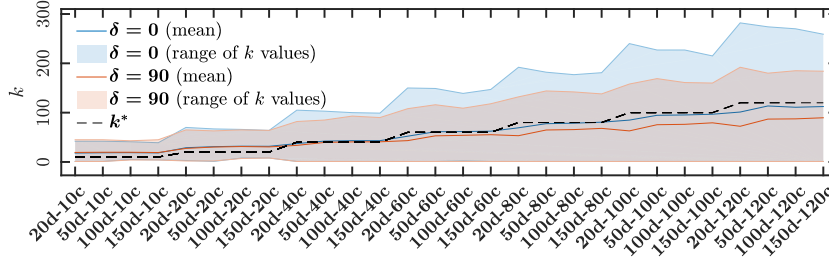 300
200
100
0
k
δ = 0 (mean)
δ = 0 (range of k values)
δ = 90 (mean)
δ = 90 (range of k values)
k*
20d-10c
50d-10c
100d-10c
150d-10c
20d-20c
50d-20c
100d-20c
150d-20c
20d-40c
50d-40c
100d-40c
150d-40c
20d-60c
50d-60c
100d-60c
150d-60c
20d-80c
50d-80c
100d-80c
150d-80c
20d-100c
50d-100c
100d-100c
150d-100c
20d-120c
50d-120c
100d-120c
150d-120c